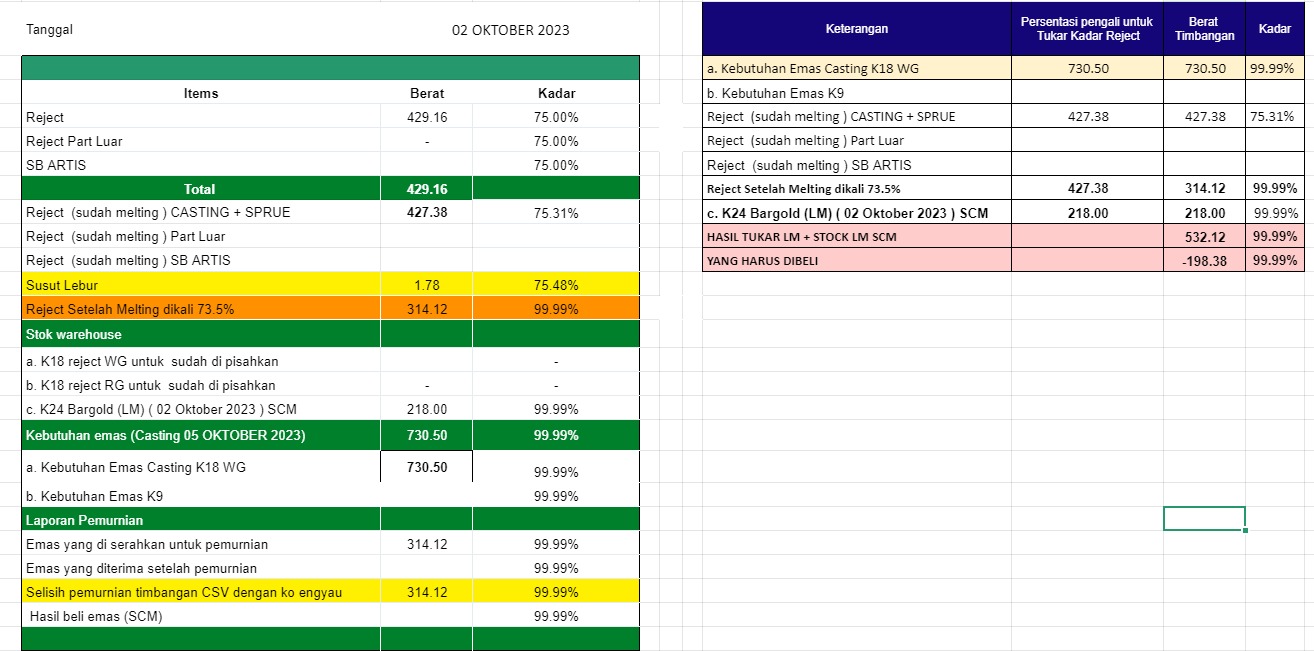 Tanggal 02 OKTOBER 2023
Items Berat Kadar
Reject 429.16 75.00%
Reject Part Luar - 75.00%
SB ARTIS 75.00%
Total 429.16
Reject (sudah melting ) CASTING + SPRUE 427.38 75.31%
Reject (sudah melting ) Part Luar
Reject (sudah melting ) SB ARTIS
Susut Lebur 1.78 75.48%
Reject Setelah Melting dikali 73.5% 314.12 99.99%
Stok warehouse
a. K18 reject WG untuk sudah di pisahkan -
b. K18 reject RG untuk sudah di pisahkan - -
c. K24 Bargold (LM) ( 02 Oktober 2023 ) SCM 218.00 99.99%
Kebutuhan emas (Casting 05 OKTOBER 2023) 730.50 99.99%
a. Kebutuhan Emas Casting K18 WG 730.50 99.99%
b. Kebutuhan Emas K9 99.99%
Laporan Pemurnian
Emas yang di serahkan untuk pemurnian 314.12 99.99%
Emas yang diterima setelah pemurnian 99.99%
Selisih pemurnian timbangan CSV dengan ko engyau 314.12 99.99%
Hasil beli emas (SCM) 99.99%
Keterangan Persentasi pengali untuk Tukar Kadar Reject Berat Timbangan Kadar
a. Kebutuhan Emas Casting K18 WG 730.50 730.50 99.99%
b. Kebutuhan Emas K9
Reject (sudah melting ) CASTING + SPRUE 427.38 427.38 75.31%
Reject (sudah melting ) Part Luar
Reject (sudah melting ) SB ARTIS
Reject Setelah Melting dikali 73.5% 427.38 314.12 99.99%
c. K24 Bargold (LM) ( 02 Oktober 2023 ) SCM 218.00 218.00 99.99%
HASIL TUKAR LM + STOCK LM SCM 532.12 99.99%
YANG HARUS DIBELI -198.38 99.99%